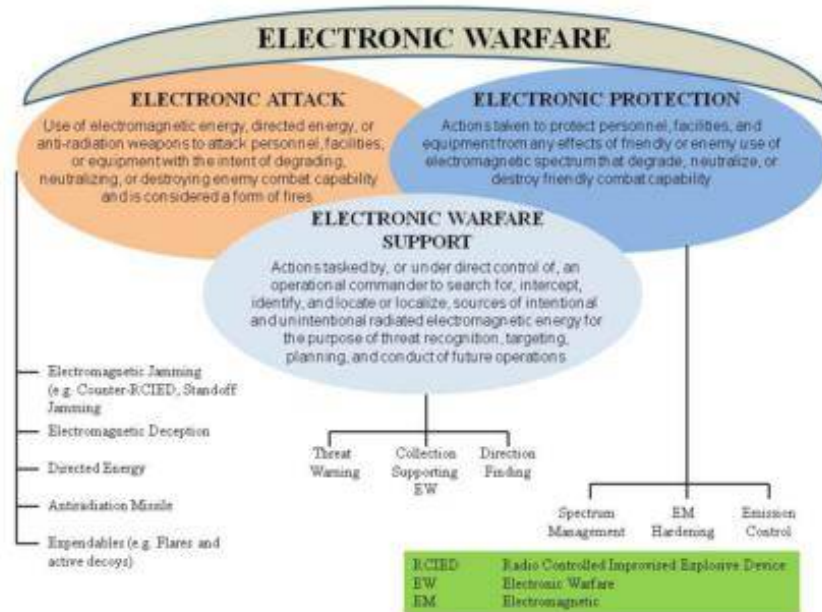 ELECTRONIC WARFARE
ELECTRONIC ATTACK
Use of electromagnetic energy, directed energy, or
anti-radiation weapons to attack personnel, facilities,
or equipment with the intent of degrading,
neutralizing, or destroying enemy combat capability
and is considered a form of fires
ELECTRONIC PROTECTION
Actions taken to protect personnel, facilities, and
equipment from any effects of friendly or enemy use of
electromagnetic spectrum that degrade, neutralize, or
destroy friendly combat capability
ELECTRONIC WARFARE
SUPPORT
Actions tasked by, or under direct control of, an
operational commander to search for, intercept,
identify, and locate or localize, sources of intentional
and unintentional radiated electromagnetic energy for
the purpose of threat recognition, targeting,
planning, and conduct of future operations
Electromagnetic Jamming
(e.g. Counter-RCIED, Standoff
Jamming
Electromagnetic Deception
Directed Energy
Antiradiation Missile
Expendables (e.g. Flares and
active decoys)
Threat
Warning
Collection
Supporting
EW
Direction
Finding
Spectrum
Management
EM
Hardening
Emission
Control
RCIED Radio Controlled Improvised Explosive Device
EW Electronic Warfare
EM Electromagnetic